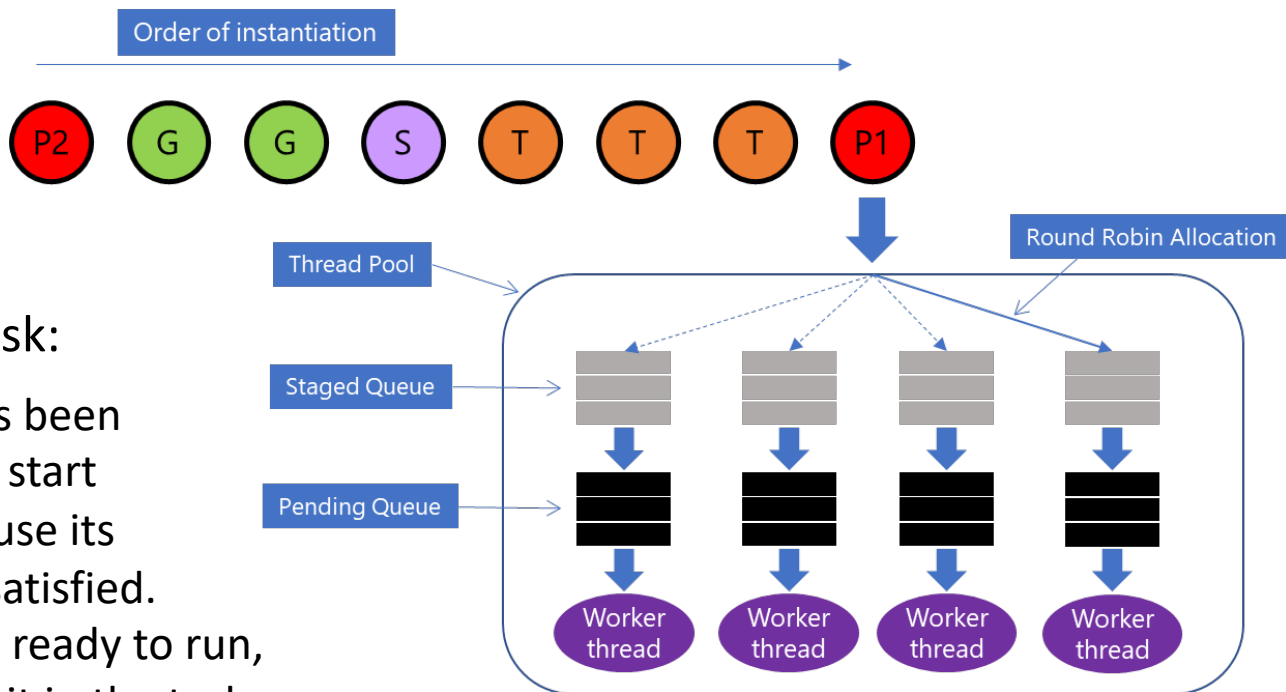 Order of instantiation
P2 G G S T T T P1
Round Robin Allocation
Thread Pool
sk:
Staged Queue
s been
start
Pending Queue
use its
satisfied.
ready to run,
Worker thread
Worker thread
Worker thread
Worker thread